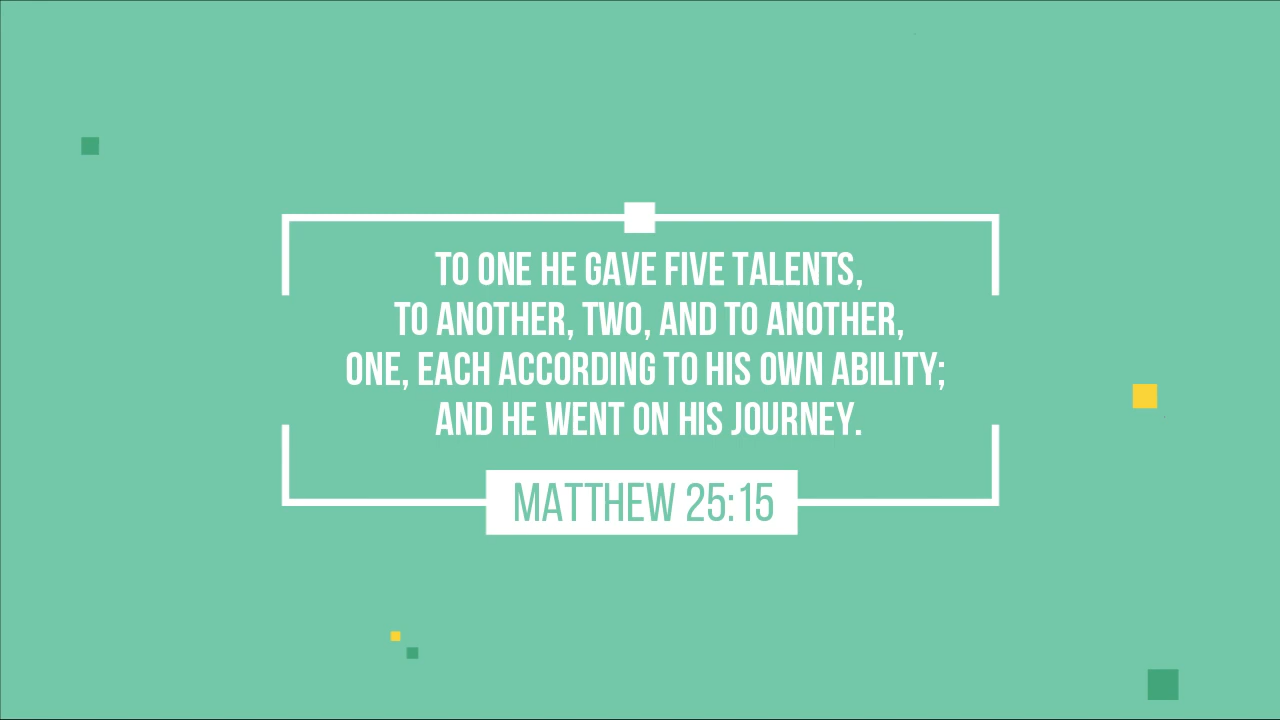 TO ONE HE GAVE FIVE TALENTS,
TO ANOTHER, TWO, AND TO ANOTHER,
ONE, EACH ACCORDING TO HIS OWN ABILITY;
AND HE WENT ON HIS JOURNEY.
MATTHEW 25:15